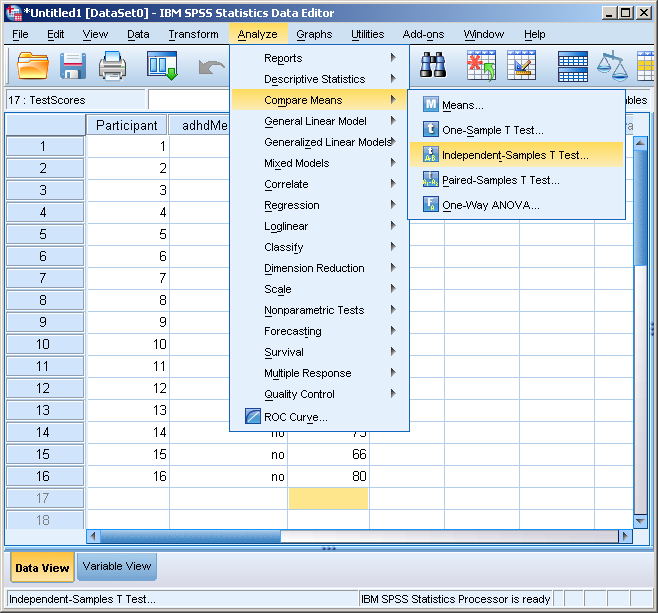 *Untitled1 [DataSet0] - IBM SPSS Statistics Data Editor
File Edit View Data Transform Analyze Graphs Utilities Add-ons Window Help
17 : TestScores
Reports
Descriptive Statistics
Compare Means
General Linear Model
Generalized Linear Models
Mixed Models
Correlate
Regression
Loglinear
Classify
Dimension Reduction
Scale
Nonparametric Tests
Forecasting
Survival
Multiple Response
Quality Control
ROC Curve...
Means...
One-Sample T Test...
Independent-Samples T Test...
Paired-Samples T Test...
One-Way ANOVA...
Participant adhdMe
1 1
2 2
3 3
4 4
5 5
6 6
7 7
8 8
9 9
10 10
11 11
12 12
13 13
14 14 no 75
15 15 no 66
16 16 no 80
17
18
Data View Variable View
Independent-Samples T Test... IBM SPSS Statistics Processor is ready